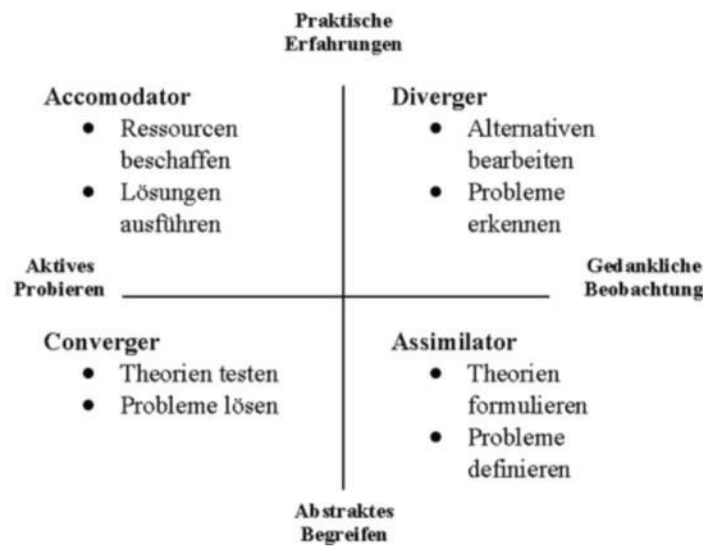 Praktische
Erfahrungen
Accomodator
● Ressourcen
beschaffen
● Lösungen
ausführen
Diverger
● Alternativen
bearbeiten
● Probleme
erkennen
Aktives
Probieren
Gedankliche
Beobachtung
Converger
● Theorien testen
● Probleme lösen
Assimilator
● Theorien
formulieren
● Probleme
definieren
Abstraktes
Begreifen